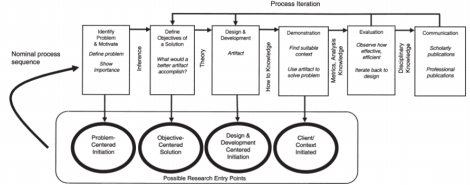 Process Iteration
Nominal process
sequence
Identify
Problem
& Motivate
Define problem
Show
importance
Inference
Define
Objectives of
a Solution
What would a
better artifact
accomplish?
Theory
Design &
Development
Artifact
How to Knowledge
Demonstration
Find suitable
context
Use artifact to
solve problem
Metrics, Analysis
Knowledge
Evaluation
Observe how
effective,
efficient
Iterate back to
design
Disciplinary
Knowledge
Communication
Scholarly
publications
Professional
publications
Problem-
Centered
Initiation
Objective-
Centered
Solution
Design &
Development
Centered
Initiation
Client/
Context
Initiated
Possible Research Entry Points